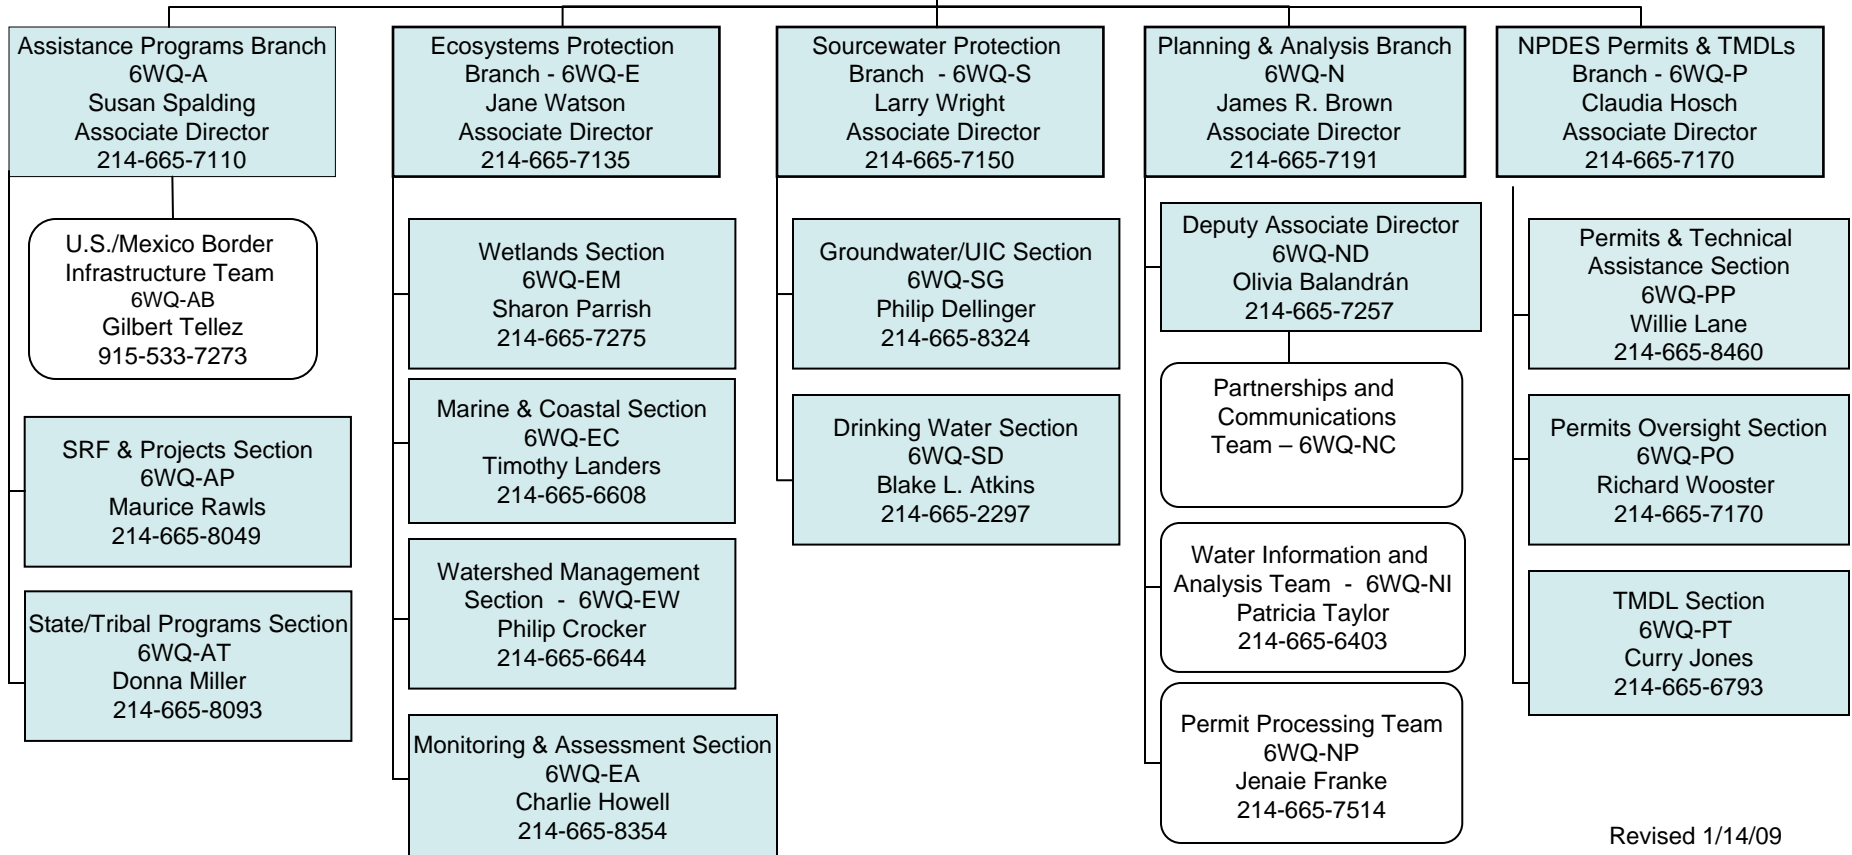 Assistance Programs Branch
6WQ-A
Susan Spalding
Associate Director
214-665-7110
U.S./Mexico Border
Infrastructure Team
6WQ-AB
Gilbert Tellez
915-533-7273
SRF & Projects Section
6WQ-AP
Maurice Rawls
214-665-8049
State/Tribal Programs Section
6WQ-AT
Donna Miller
214-665-8093
Ecosystems Protection
Branch - 6WQ-E
Jane Watson
Associate Director
214-665-7135
Wetlands Section
6WQ-EM
Sharon Parrish
214-665-7275
Marine & Coastal Section
6WQ-EC
Timothy Landers
214-665-6608
Watershed Management
Section - 6WQ-EW
Philip Crocker
214-665-6644
Monitoring & Assessment Section
6WQ-EA
Charlie Howell
214-665-8354
Sourcewater Protection
Branch - 6WQ-S
Larry Wright
Associate Director
214-665-7150
Groundwater/UIC Section
6WQ-SG
Philip Dellinger
214-665-8324
Drinking Water Section
6WQ-SD
Blake L. Atkins
214-665-2297
Planning & Analysis Branch
6WQ-N
James R. Brown
Associate Director
214-665-7191
Deputy Associate Director
6WQ-ND
Olivia Balandrán
214-665-7257
Partnerships and
Communications
Team – 6WQ-NC
Water Information and
Analysis Team - 6WQ-NI
Patricia Taylor
214-665-6403
Permit Processing Team
6WQ-NP
Jenaie Franke
214-665-7514
NPDES Permits & TMDLs
Branch - 6WQ-P
Claudia Hosch
Associate Director
214-665-7170
Permits & Technical
Assistance Section
6WQ-PP
Willie Lane
214-665-8460
Permits Oversight Section
6WQ-PO
Richard Wooster
214-665-7170
TMDL Section
6WQ-PT
Curry Jones
214-665-6793
Revised 1/14/09